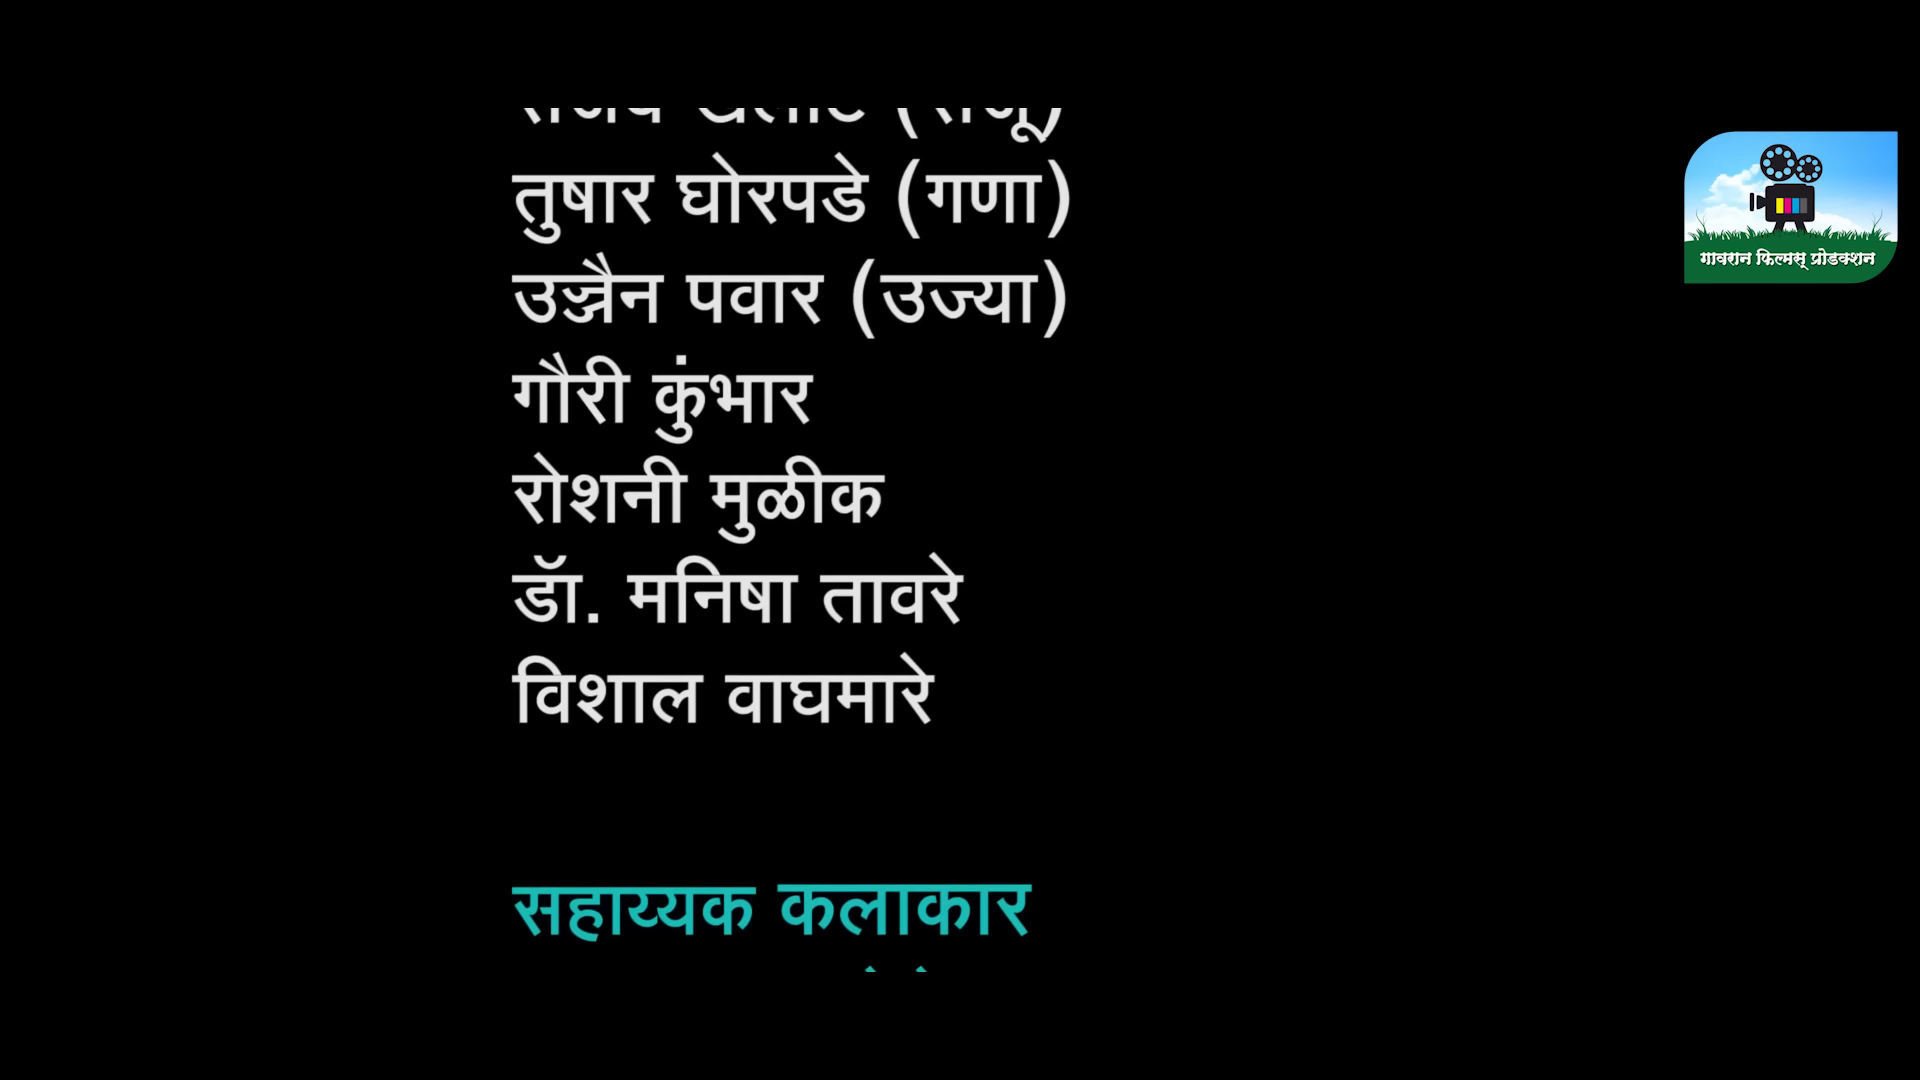 तुषार घोरपडे (गणा)
उज्जैन पवार (उज्या)
गौरी कुंभार
रोशनी मुळीक
डॉ. मनिषा तावरे
विशाल वाघमारे
सहाय्यक कलाकार
गावरान फिल्मस् प्रोडक्शन